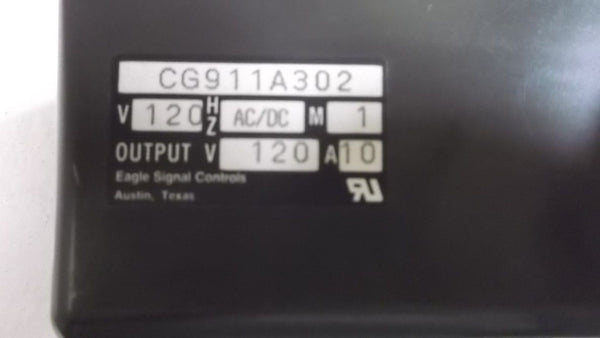 CG911A302
V 120 HZ AC/DC M 1
OUTPUT V 120 A 10
Eagle Signal Controls
Austin, Texas